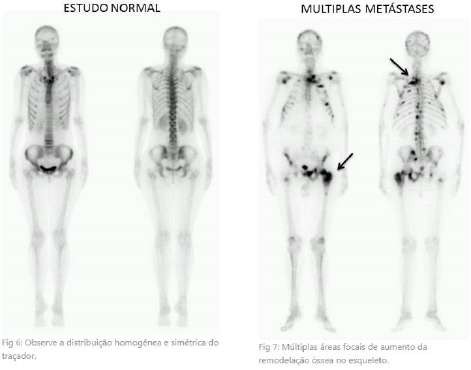 ESTUDO NORMAL
MULTIPLAS METÁSTASES
Fig 6: Observe a distribuição homogênea e simétrica do
traçador.
Fig 7: Múltiplas áreas focais de aumento da
remodelação óssea no esqueleto.